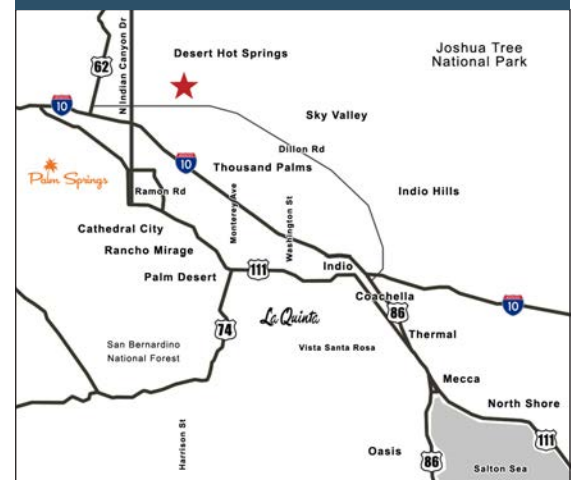 N Indian Canyon Dr
Desert Hot Springs
Joshua Tree
National Park
62
10
Sky Valley
Dillon Rd
10
Thousand Palms
Palm Springs
Ramon Rd
Indio Hills
Monterey Ave
Washington St
Cathedral City
Rancho Mirage
Indio
Palm Desert
111
Coachella
10
86
La Quinta
74
Thermal
San Bernardino
National Forest
Vista Santa Rosa
Mecca
North Shore
Harrison St
111
Oasis
86
Salton Sea